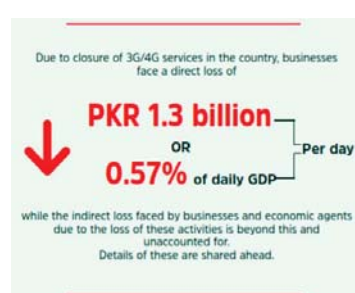 Due to closure of 3G/4G services in the country, businesses
face a direct loss of
PKR 1.3 billion
OR
Per day
0.57% of daily GDP
while the indirect loss faced by businesses and economic agents
due to the loss of these activities is beyond this and
unaccounted for.
Details of these are shared ahead.